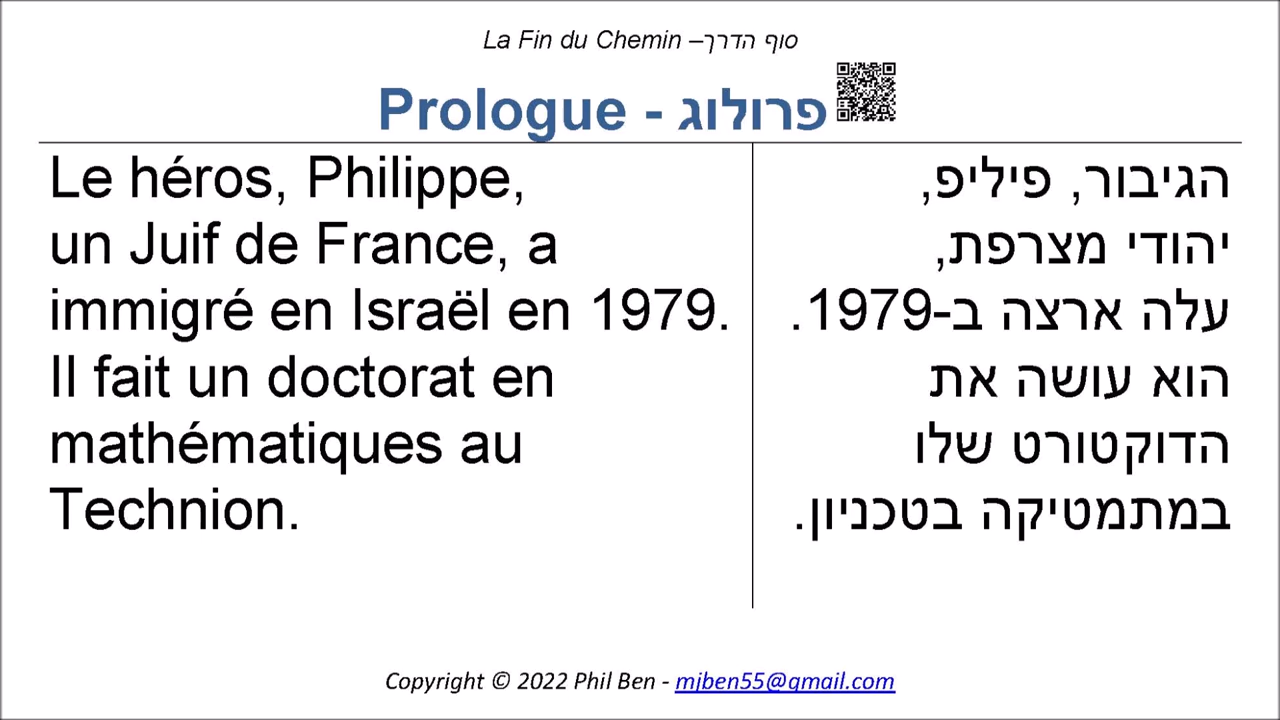 La Fin du Chemin –סוף הדרך
Prologue - פרולוג
Le héros, Philippe,
un Juif de France, a
immigré en Israël en 1979.
Il fait un doctorat en
mathématiques au
Technion.
הגיבור, פיליפ,
יהודי מצרפת,
עלה ארצה ב-1979.
הוא עושה את
הדוקטורט שלו
במתמטיקה בטכניון.
Copyright © 2022 Phil Ben - mjben55@gmail.com